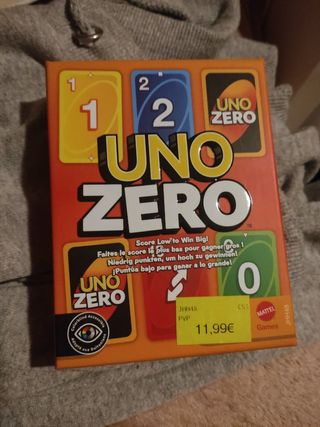 1
1
2
2
UNO
ZERO
UNO
ZERO
Score Low to Win Big!
Faites le score le plus bas pour gagner gros !
Niedrig punkten, um hoch zu gewinnen!
¡Puntúa bajo para ganar a lo grande!
UNO
ZERO
0
PVP
11,99€
MATTEL
Games